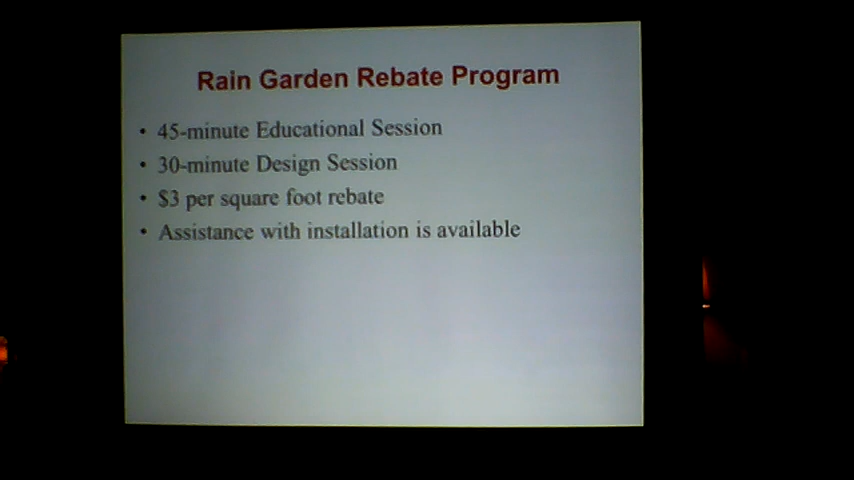 Rain Garden Rebate Program
• 45-minute Educational Session
• 30-minute Design Session
• $3 per square foot rebate
• Assistance with installation is available